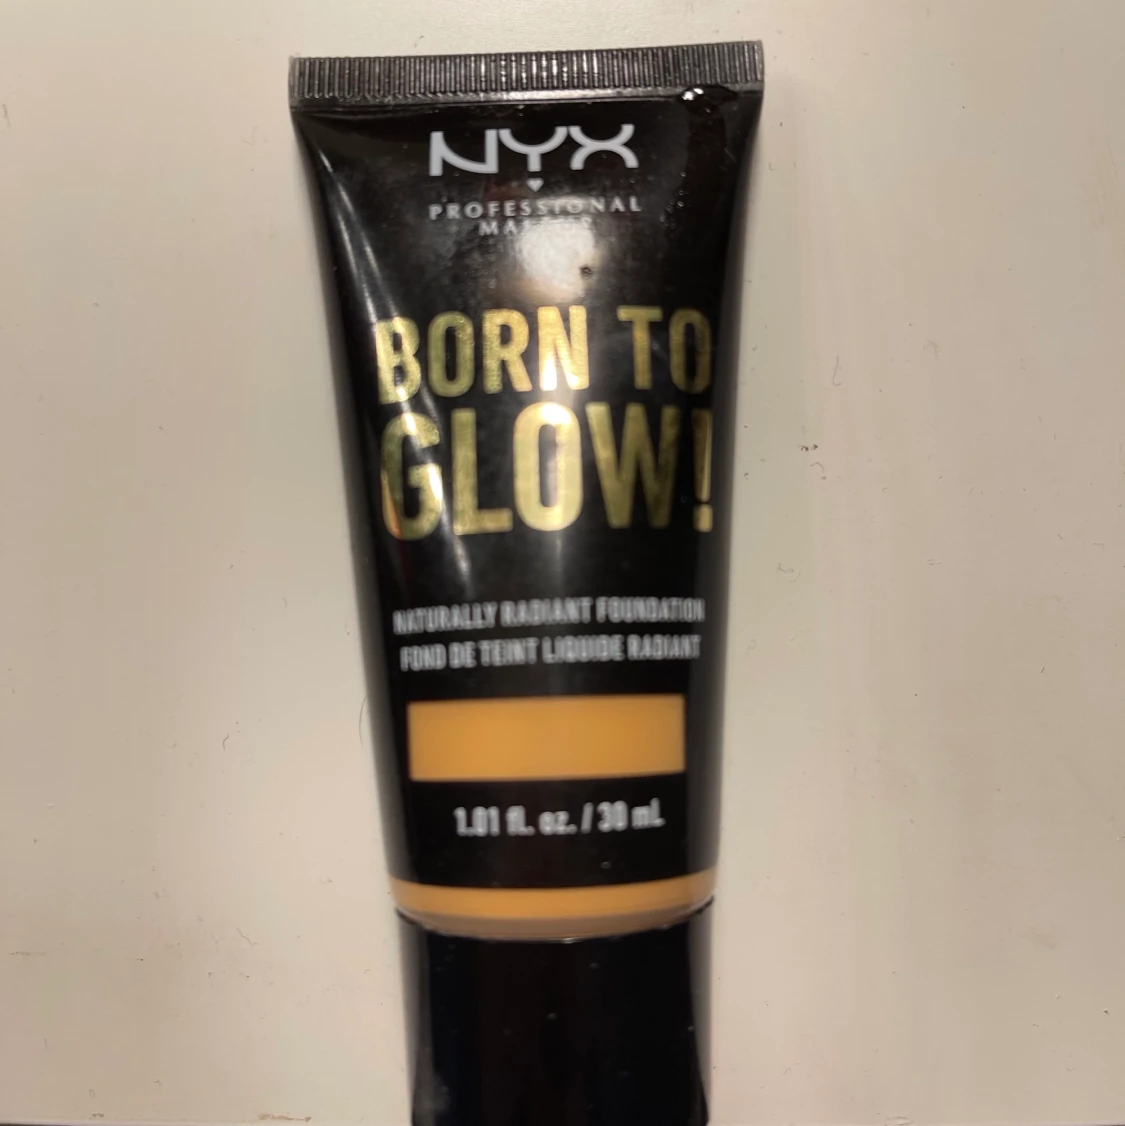 NYX
PROFESSIONAL
MAKEUP
BORN TO
GLOW!
NATURALLY RADIANT FOUNDATION
FOND DE TEINT LIQUIDE RADIANT
1.01 fl. oz. / 30 mL